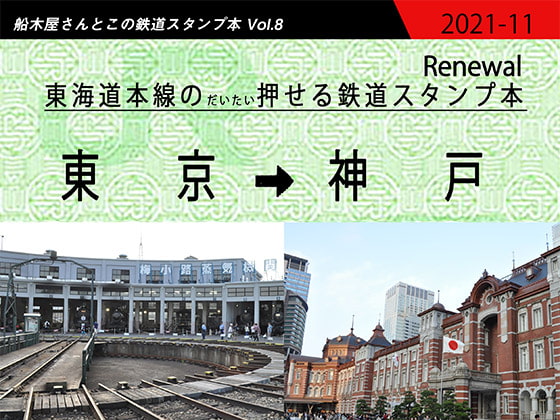 船木屋さんとこの鉄道スタンプ本 Vol.8
2021-11
Renewal
東海道本線のだいたい押せる鉄道スタンプ本
東京➡神戸
梅小路蒸気機関